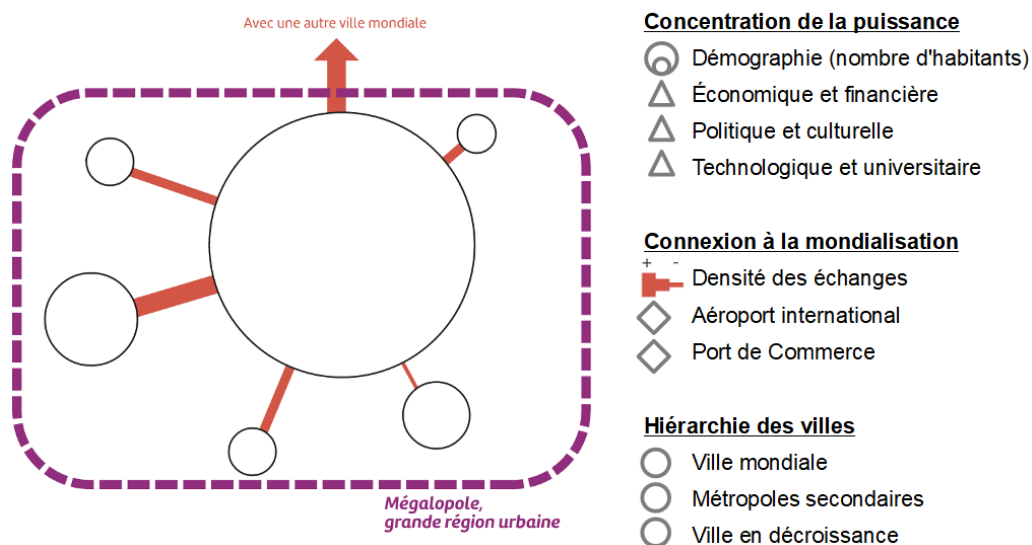 Avec une autre ville mondiale
Mégalopole,
grande région urbaine
Concentration de la puissance
Démographie (nombre d'habitants)
Économique et financière
Politique et culturelle
Technologique et universitaire
Connexion à la mondialisation
+ -
Densité des échanges
Aéroport international
Port de Commerce
Hiérarchie des villes
Ville mondiale
Métropoles secondaires
Ville en décroissance